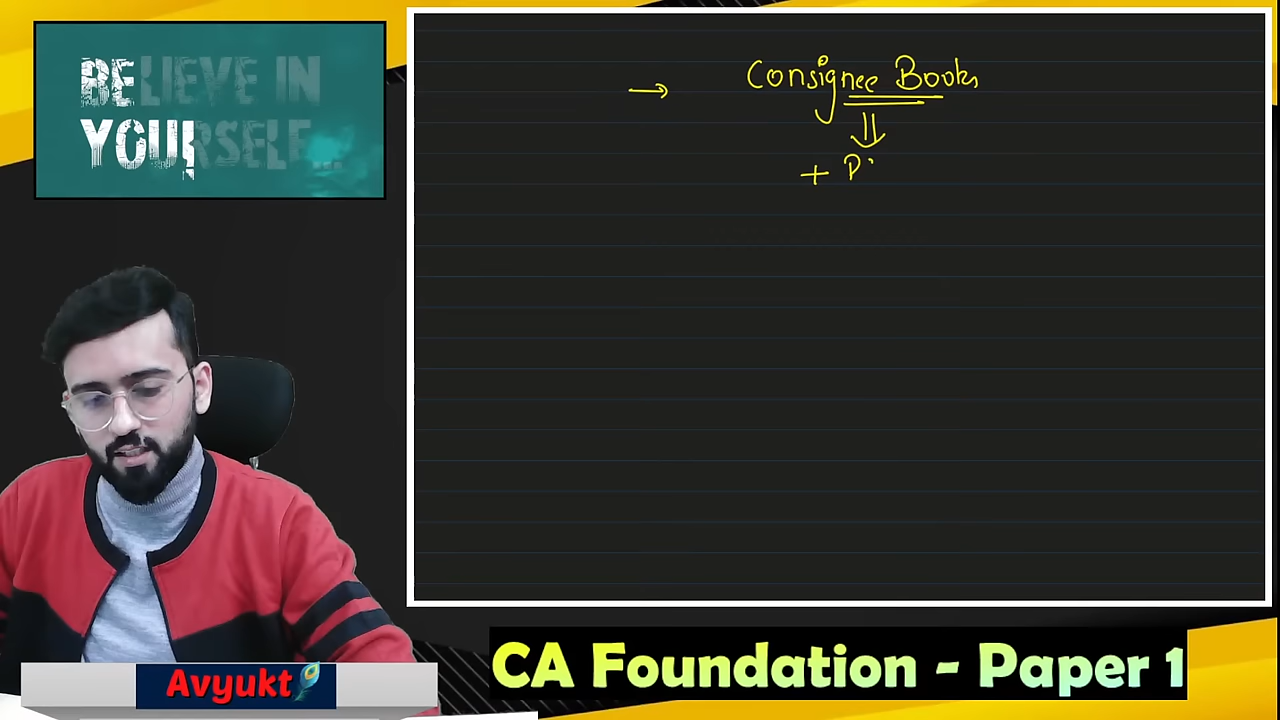 BELIEVE IN
YOURSELF...
→ Consignee Books
+ P
Avyukt
CA Foundation - Paper 1